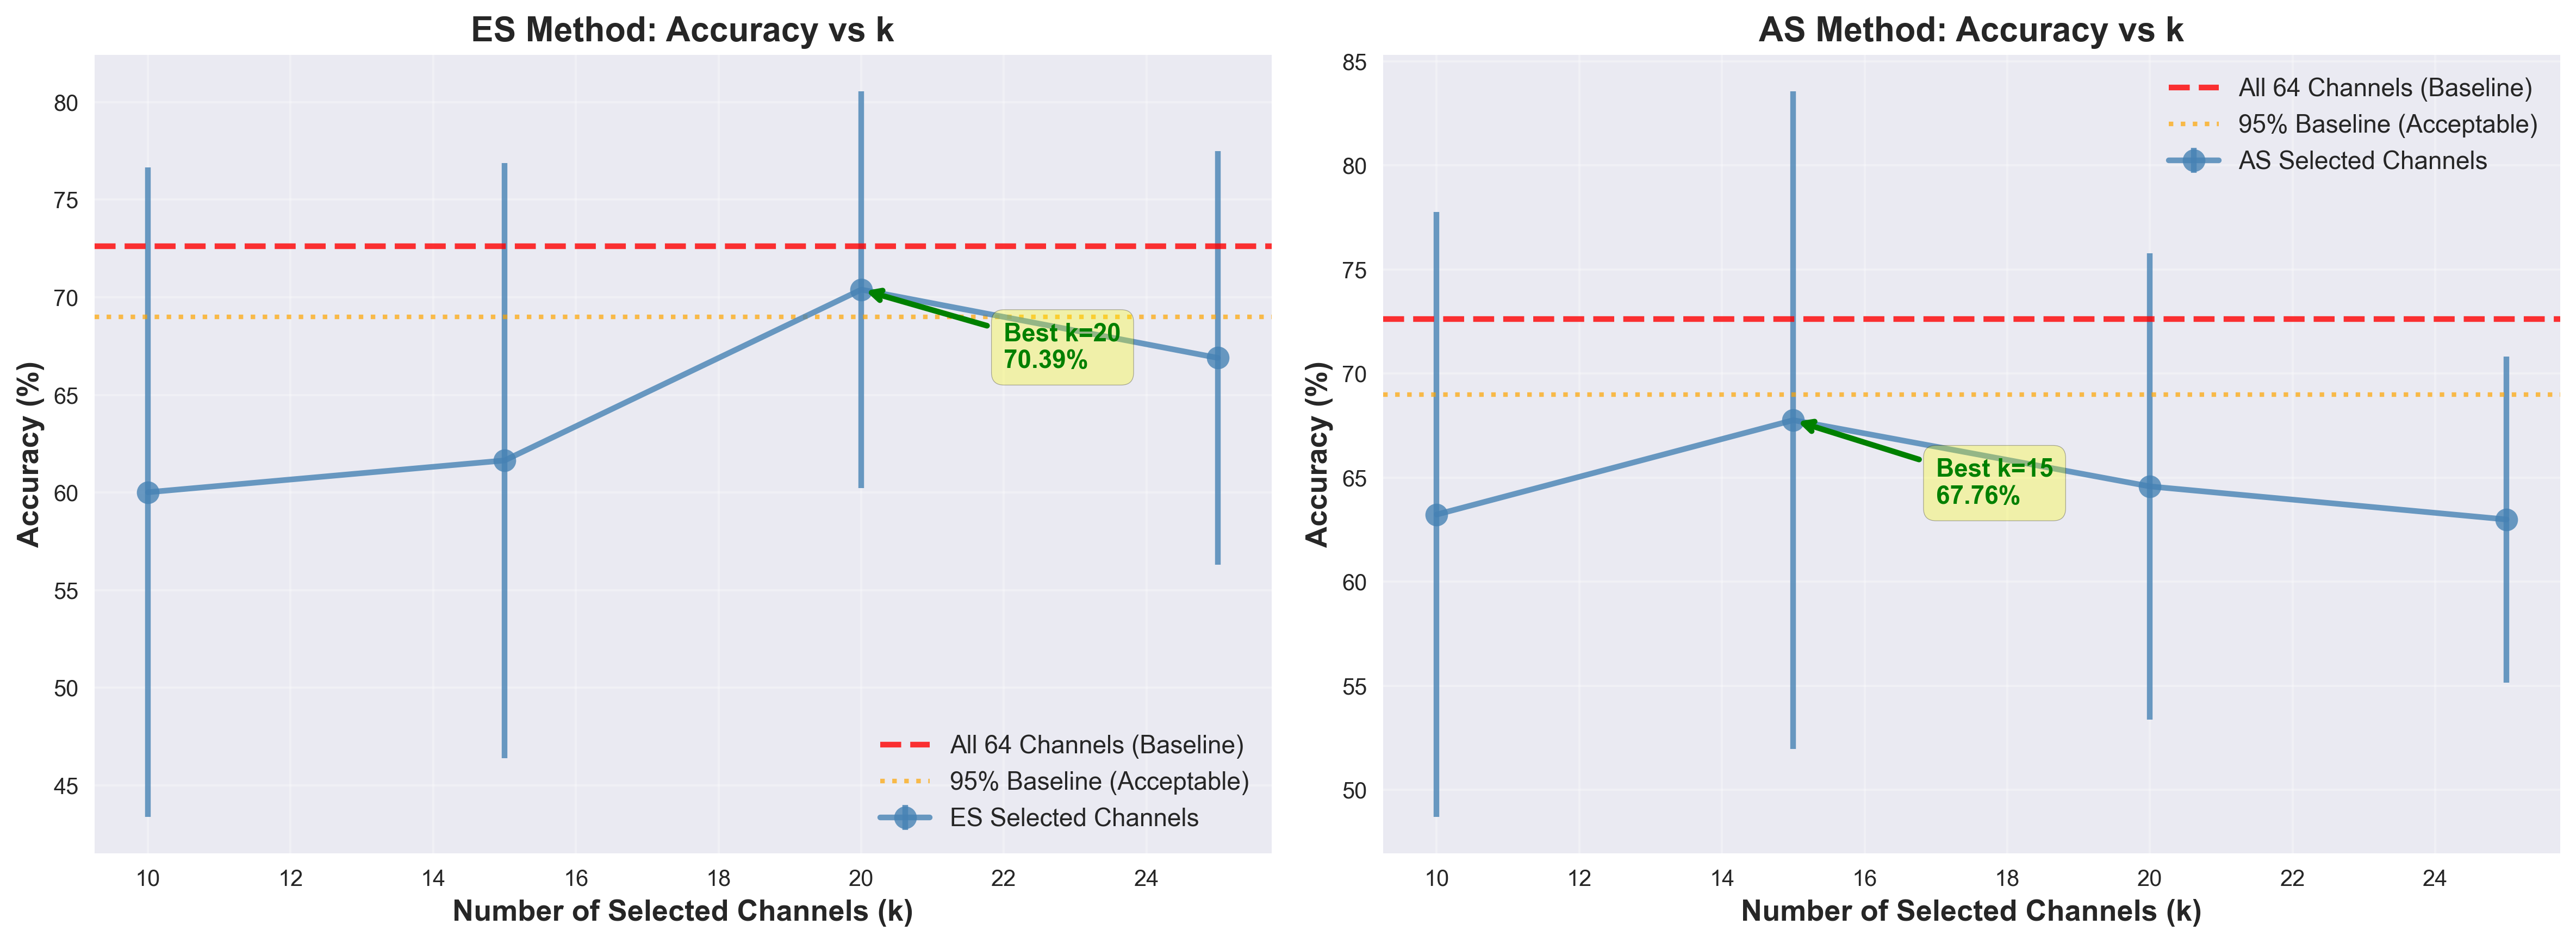 ES Method: Accuracy vs k
Accuracy (%)
80
75
70
65
60
55
50
45
Best k=20
70.39%
All 64 Channels (Baseline)
95% Baseline (Acceptable)
ES Selected Channels
10 12 14 16 18 20 22 24
Number of Selected Channels (k)
AS Method: Accuracy vs k
Accuracy (%)
85
80
75
70
65
60
55
50
All 64 Channels (Baseline)
95% Baseline (Acceptable)
AS Selected Channels
Best k=15
67.76%
10 12 14 16 18 20 22 24
Number of Selected Channels (k)